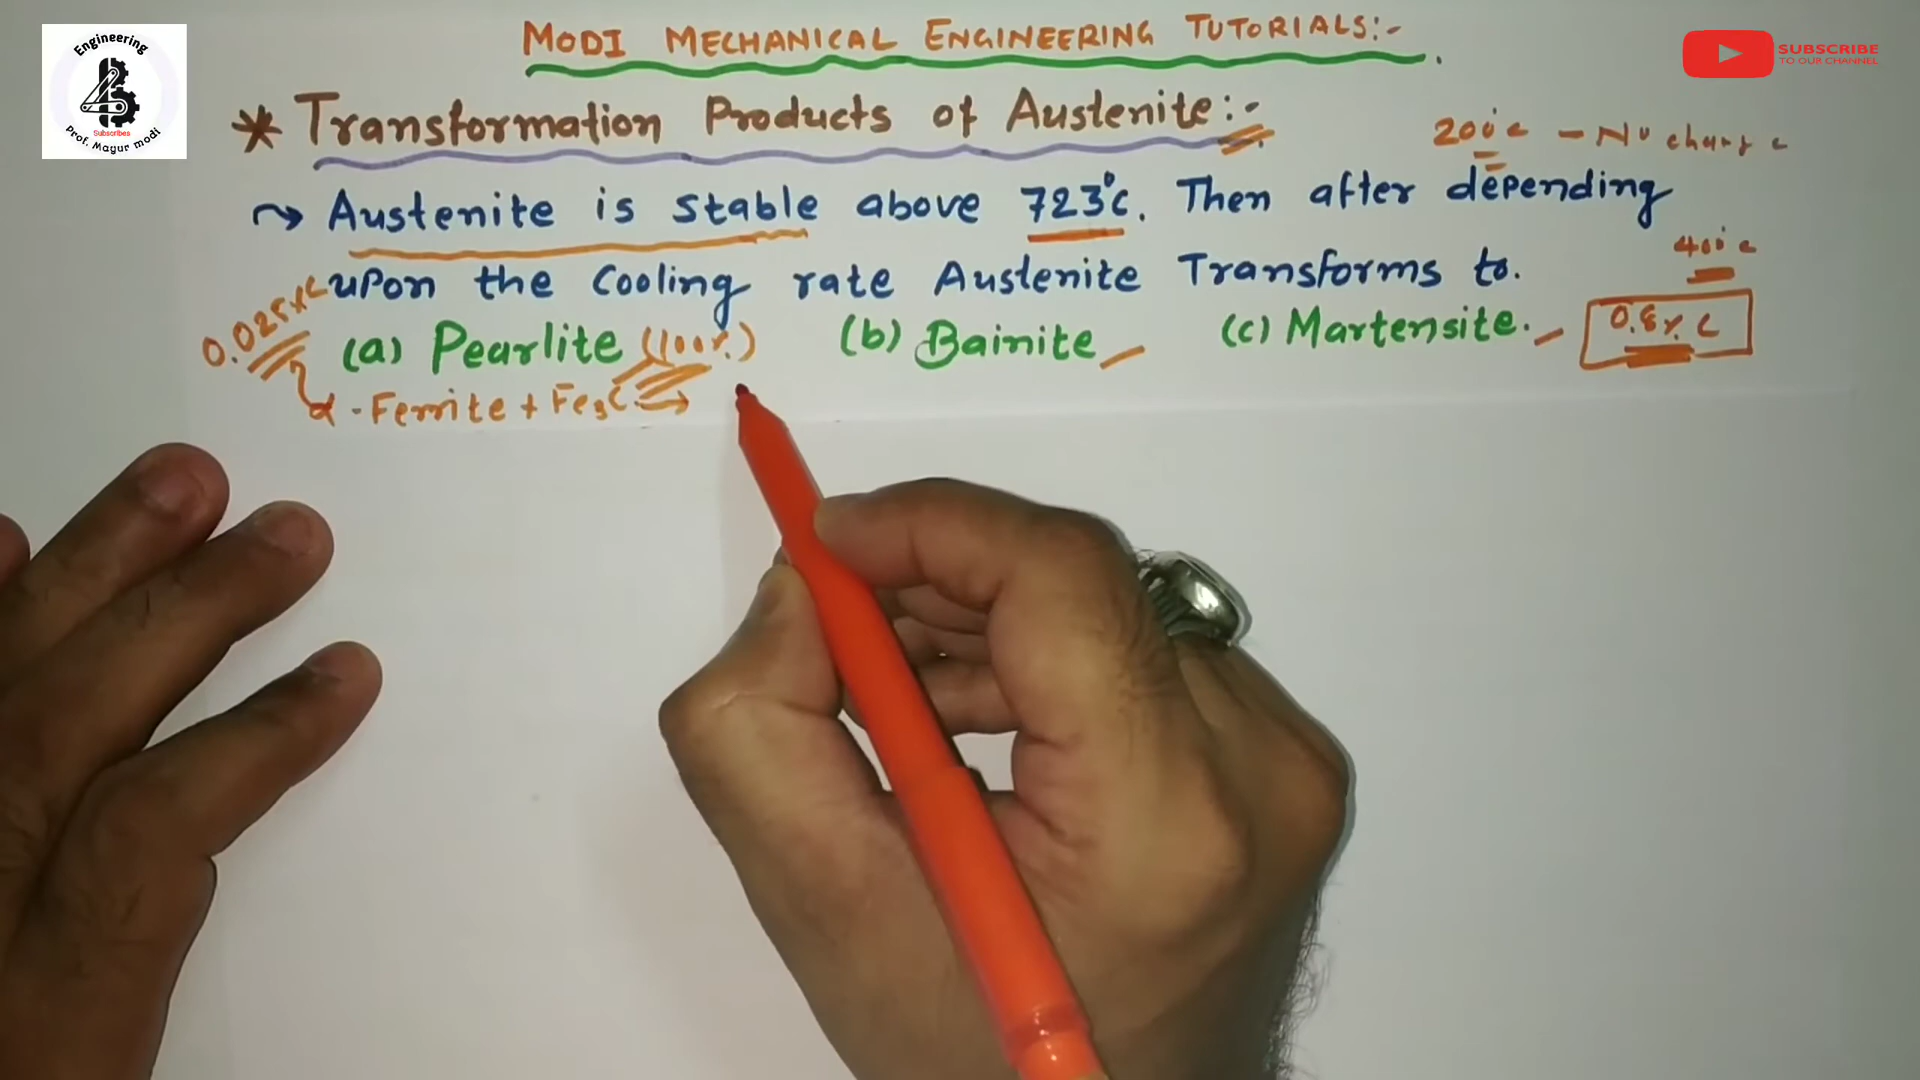 MODI MECHANICAL ENGINEERING TUTORIALS:-
Engineering
Prof. Mayur modi
Subscribes
SUBSCRIBE
TO OUR CHANNEL
* Transformation Products of Austenite:-
200°c - No change
Austenite is stable above 723°c. Then after depending
400°c
upon the Cooling rate Austenite Transforms to.
0.025% C
(a) Pearlite (100%) (b) Bainite (c) Martensite.
0.8% C
α - Ferrite + Fe3C